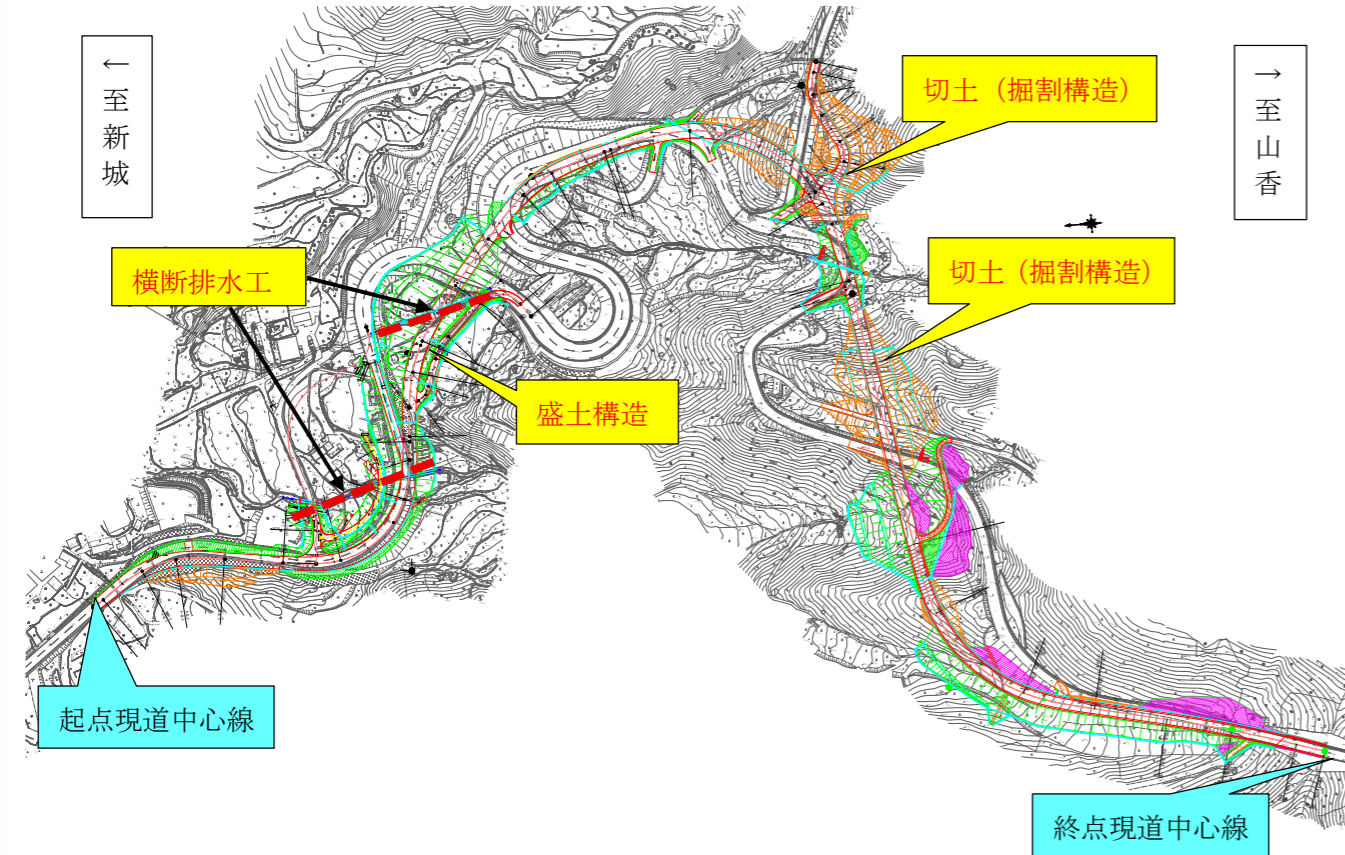 ←至新城
→至山香
切土（掘割構造）
横断排水工
切土（掘割構造）
盛土構造
起点現道中心線
終点現道中心線